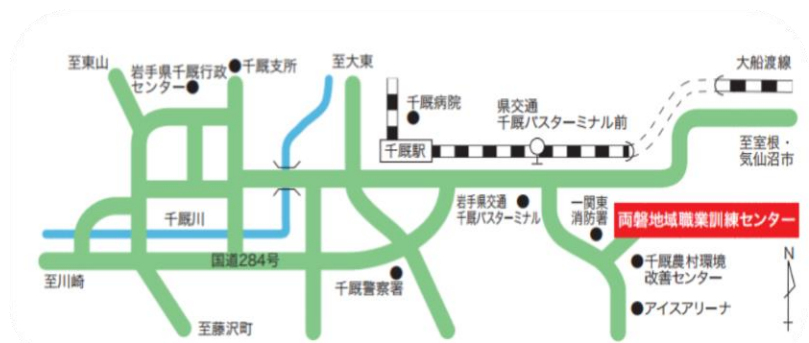 至東山
岩手県千厩行政
センター
千厩支所
至大東
千厩病院
県交通
千厩バスターミナル前
大船渡線
千厩駅
至室根・
気仙沼市
千厩川
岩手県交通
千厩バスターミナル
一関東
消防署
両磐地域職業訓練センター
国道284号
千厩警察署
千厩農村環境
改善センター
N
至川崎
アイスアリーナ
至藤沢町